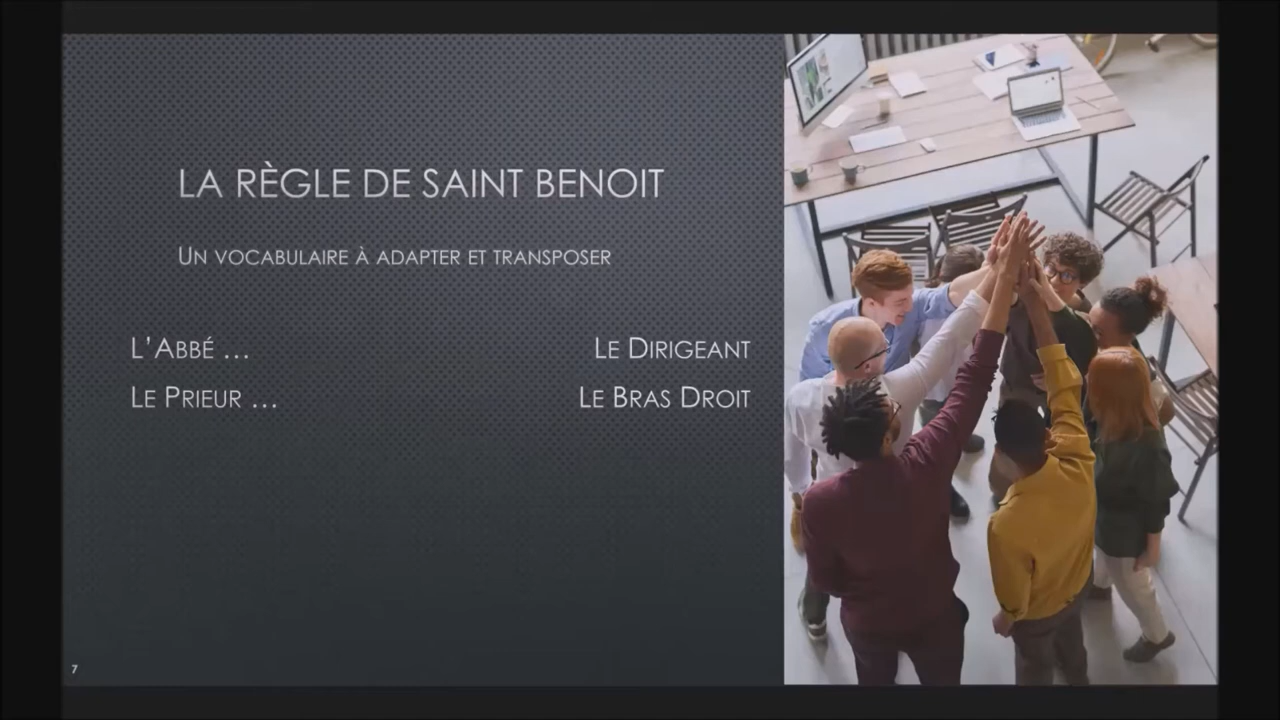 LA RÈGLE DE SAINT BENOIT
UN VOCABULAIRE À ADAPTER ET TRANSPOSER
L'ABBÉ ... LE DIRIGEANT
LE PRIEUR ... LE BRAS DROIT
7